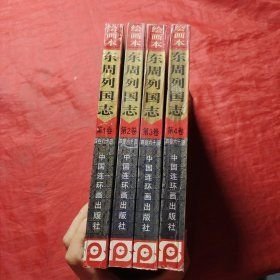 绘画本
东周列国志
第1卷
中国连环画出版社
绘画本
东周列国志
第2卷
中国连环画出版社
绘画本
东周列国志
第3卷
中国连环画出版社
绘画本
东周列国志
第4卷
中国连环画出版社